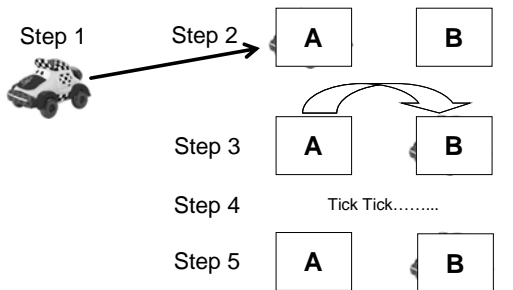 Step 1
Step 2
A
B
Step 3
A
B
Step 4
Tick Tick……...
Step 5
A
B